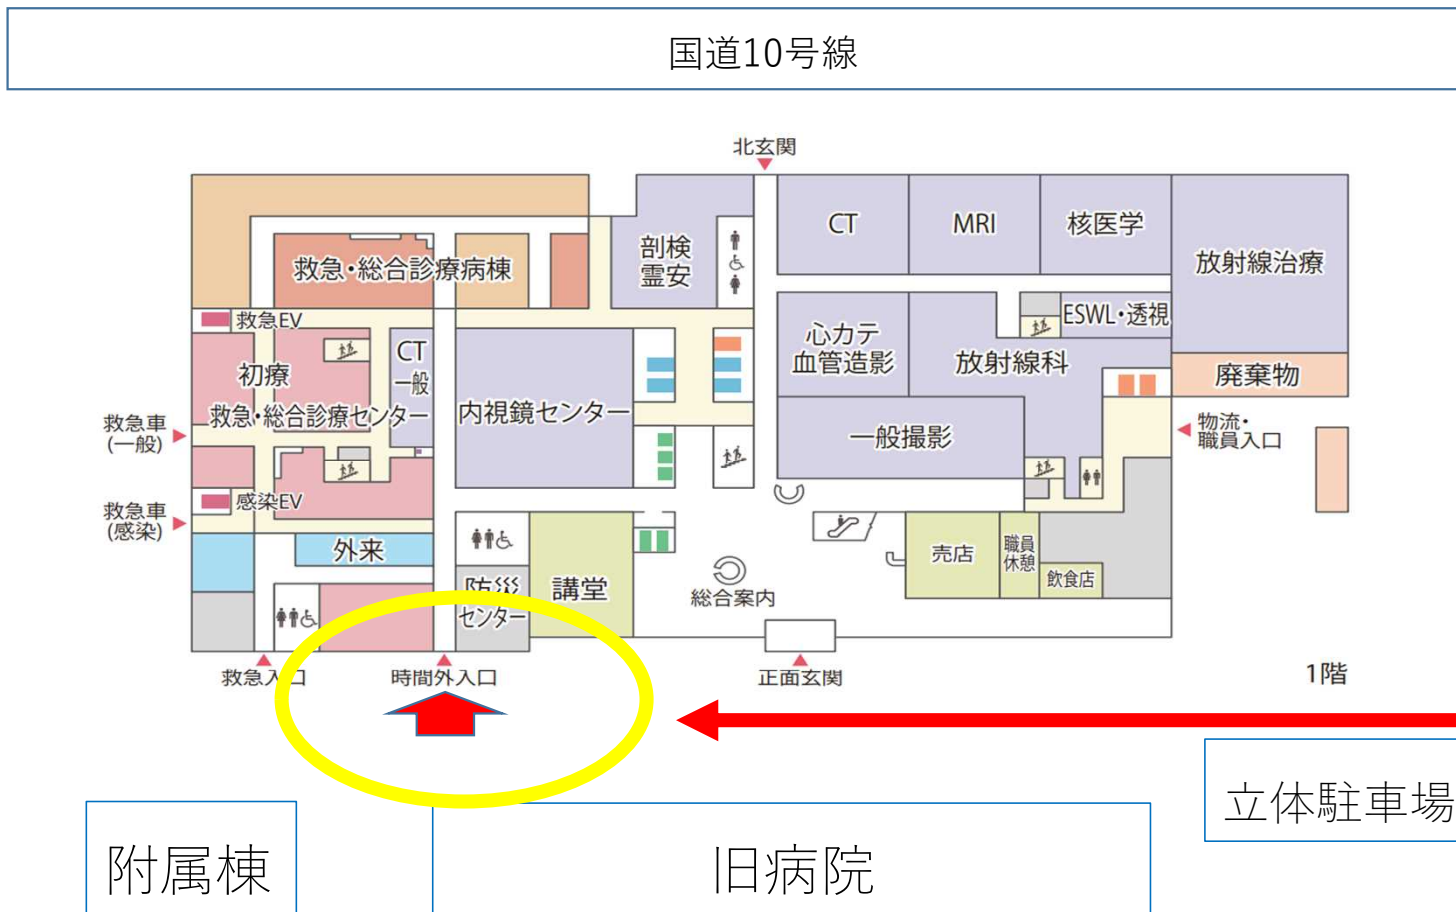 国道10号線
北玄関
CT
MRI
核医学
放射線治療
剖検
霊安
救急・総合診療病棟
救急EV
CT
一般
初療
救急・総合診療センター
内視鏡センター
心カテ
血管造影
放射線科
ESWL・透視
廃棄物
一般撮影
救急車
(一般)
物流・
職員入口
感染EV
救急車
(感染)
外来
防災
センター
講堂
総合案内
売店
職員
休憩
飲食店
救急入口
時間外入口
正面玄関
1階
立体駐車場
附属棟
旧病院